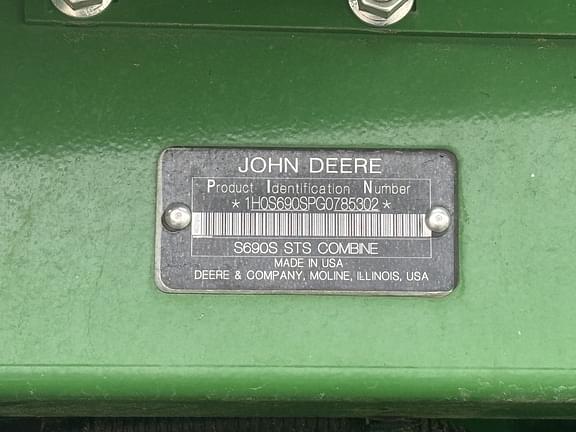 JOHN DEERE
Product Identification Number
* 1H0S690SPG0785302 *
S690S STS COMBINE
MADE IN USA
DEERE & COMPANY, MOLINE, ILLINOIS, USA